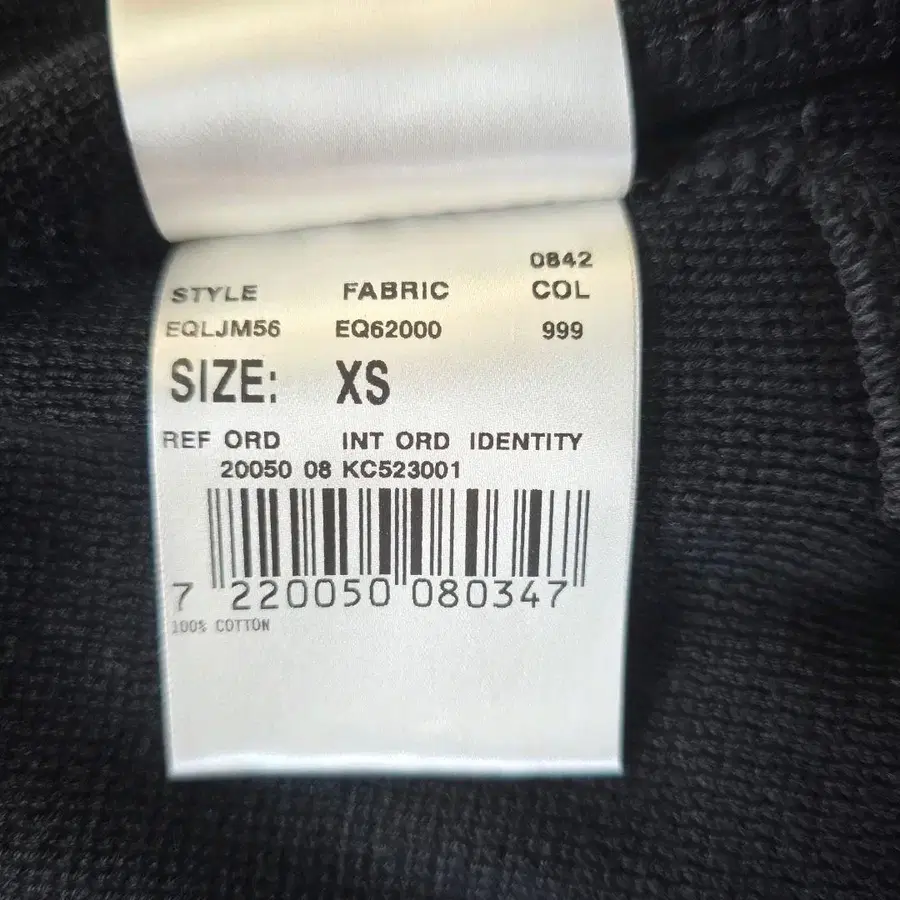 0842
STYLE FABRIC COL
EQLJM56 EQ62000 999
SIZE: XS
REF ORD INT ORD IDENTITY
20050 08 KC523001
7 220050 080347
100% COTTON